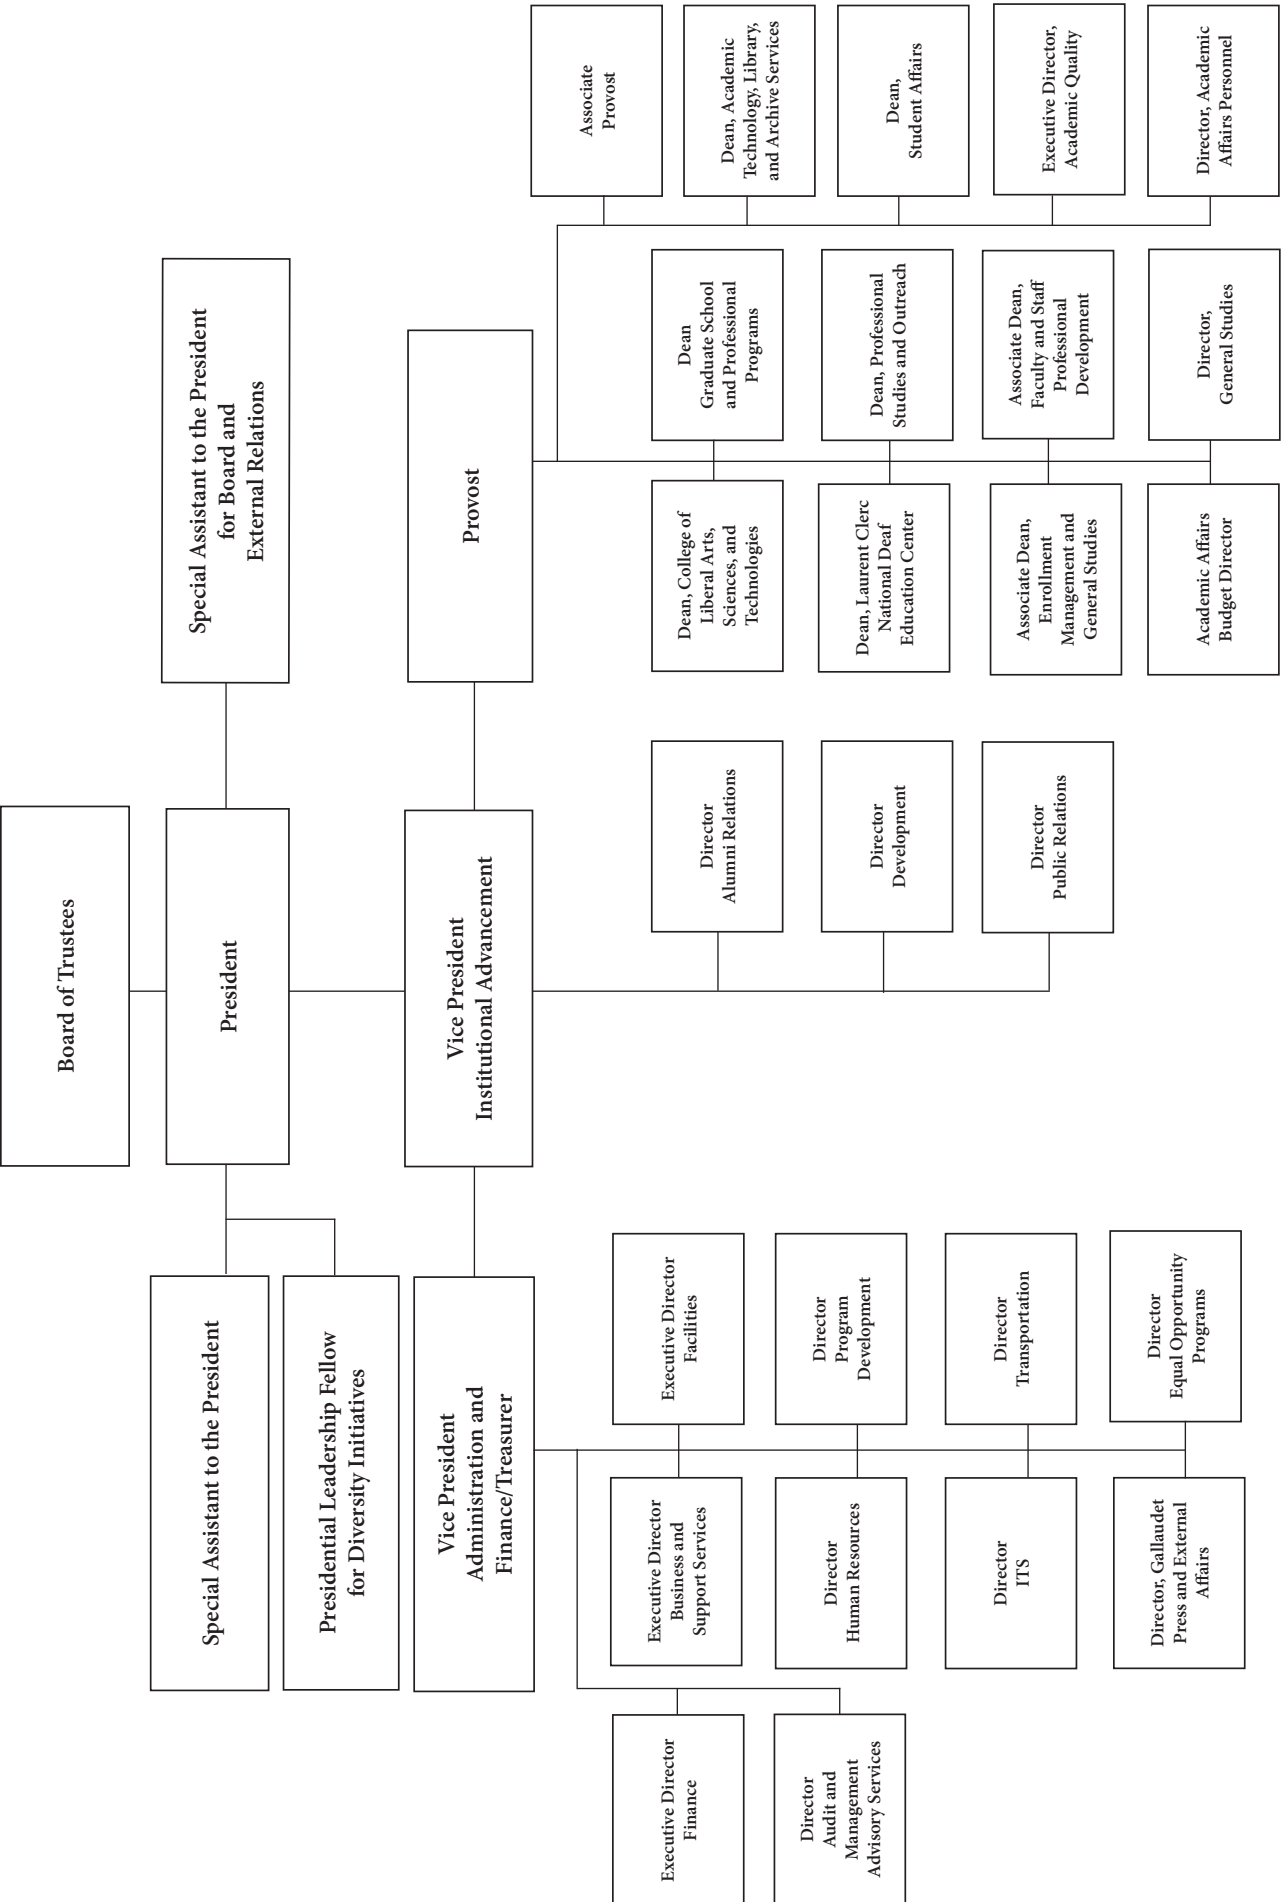 Board of Trustees
Special Assistant to the President
President
Special Assistant to the President
for Board and
External Relations
Presidential Leadership Fellow
for Diversity Initiatives
Vice President
Administration and
Finance/Treasurer
Vice President
Institutional Advancement
Provost
Executive Director
Finance
Director
Audit and
Management
Advisory Services
Executive Director
Business and
Support Services
Executive Director
Facilities
Director
Human Resources
Director
Program
Development
Director
ITS
Director
Transportation
Director, Gallaudet
Press and External
Affairs
Director
Equal Opportunity
Programs
Director
Alumni Relations
Director
Development
Director
Public Relations
Dean, College of
Liberal Arts,
Sciences, and
Technologies
Dean
Graduate School
and Professional
Programs
Dean, Laurent Clerc
National Deaf
Education Center
Dean, Professional
Studies and Outreach
Associate Dean,
Enrollment
Management and
General Studies
Associate Dean,
Faculty and Staff
Professional
Development
Academic Affairs
Budget Director
Director,
General Studies
Associate
Provost
Dean, Academic
Technology, Library,
and Archive Services
Dean,
Student Affairs
Executive Director,
Academic Quality
Director, Academic
Affairs Personnel